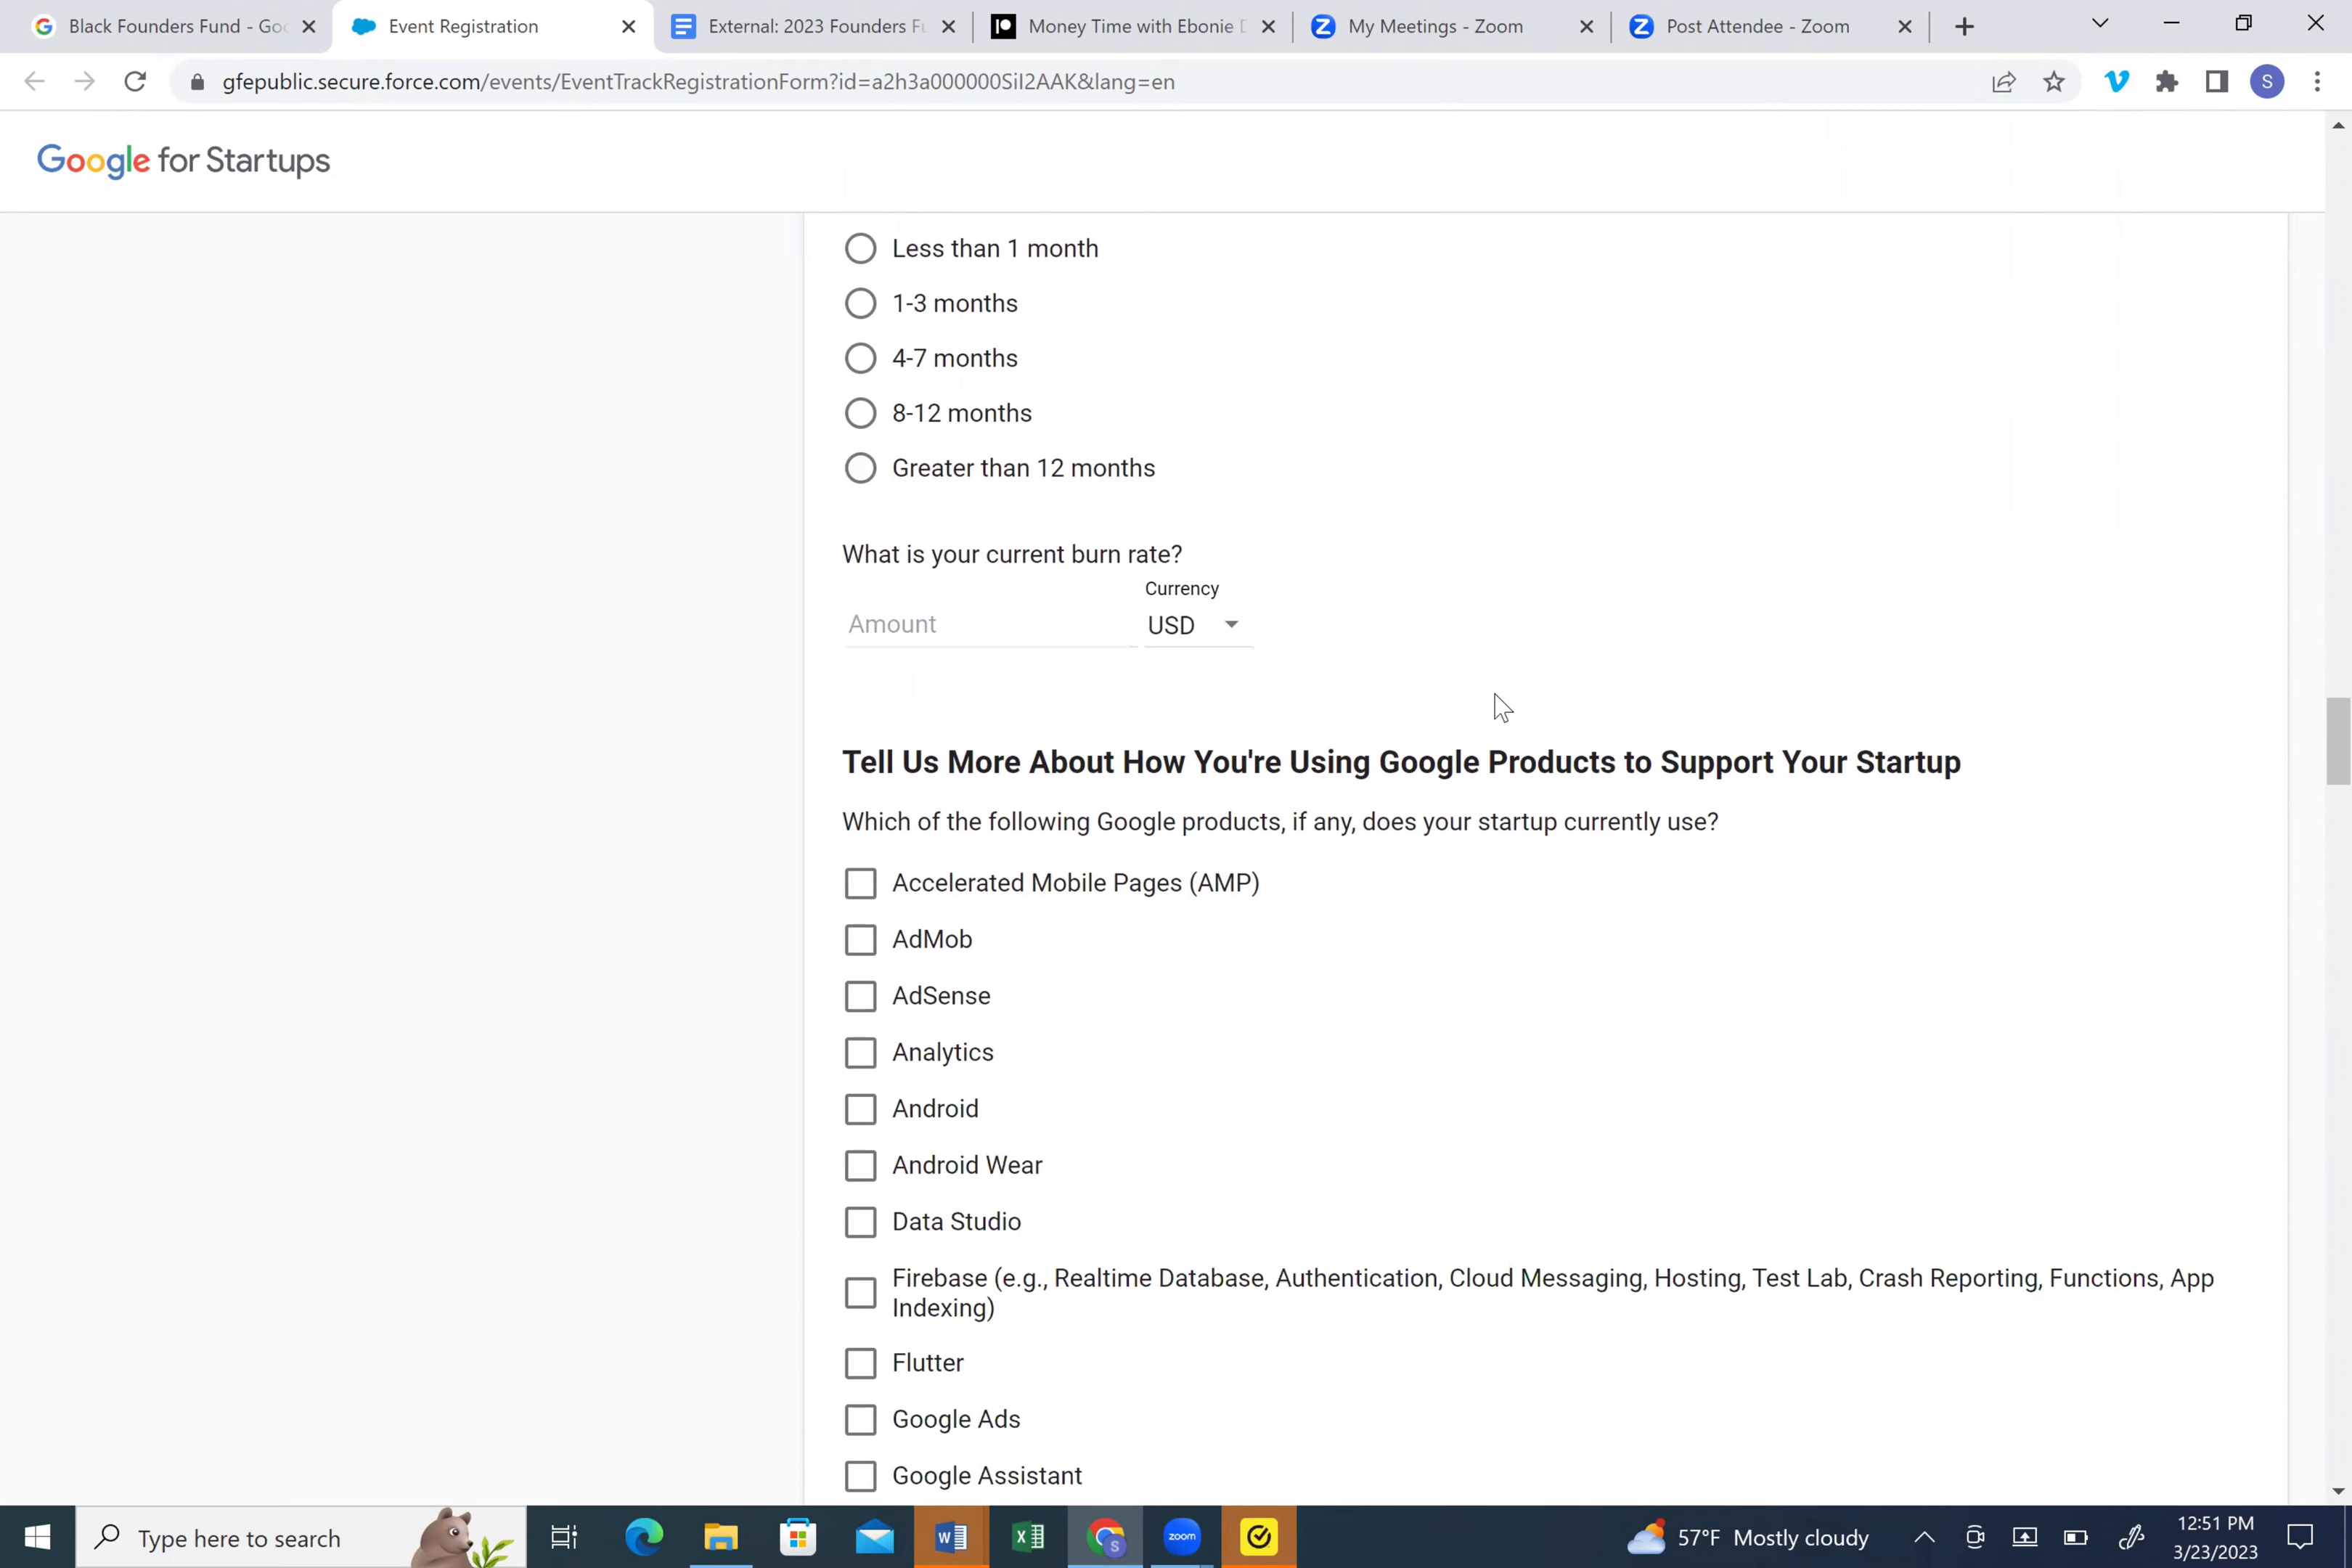 Black Founders Fund - Goo
Event Registration
External: 2023 Founders Fu
Money Time with Ebonie D
My Meetings - Zoom
Post Attendee - Zoom
gfepublic.secure.force.com/events/EventTrackRegistrationForm?id=a2h3a000000SiI2AAK&lang=en
S
Google for Startups
Less than 1 month
1-3 months
4-7 months
8-12 months
Greater than 12 months
What is your current burn rate?
Currency
Amount
USD
Tell Us More About How You're Using Google Products to Support Your Startup
Which of the following Google products, if any, does your startup currently use?
Accelerated Mobile Pages (AMP)
AdMob
AdSense
Analytics
Android
Android Wear
Data Studio
Firebase (e.g., Realtime Database, Authentication, Cloud Messaging, Hosting, Test Lab, Crash Reporting, Functions, App
Indexing)
Flutter
Google Ads
Google Assistant
Type here to search
zoom
57°F Mostly cloudy
12:51 PM
3/23/2023